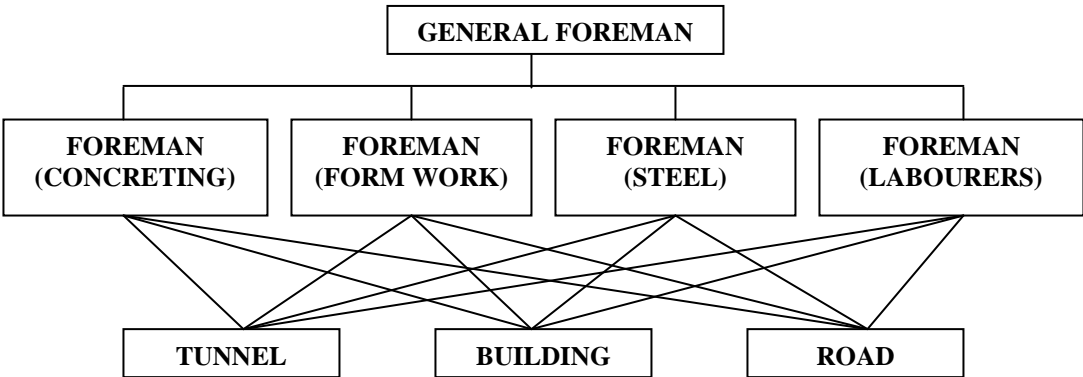 GENERAL FOREMAN
FOREMAN
(CONCRETING)
FOREMAN
(FORM WORK)
FOREMAN
(STEEL)
FOREMAN
(LABOURERS)
TUNNEL
BUILDING
ROAD